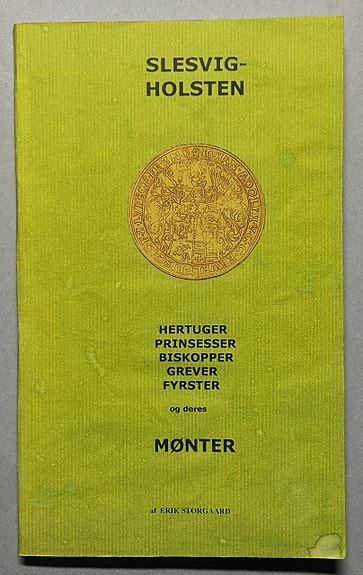 SLESVIG-
HOLSTEN
HERTUGER
PRINSESSER
BISKOPPER
GREVER
FYRSTER
og deres
MØNTER
af ERIK STORGAARD